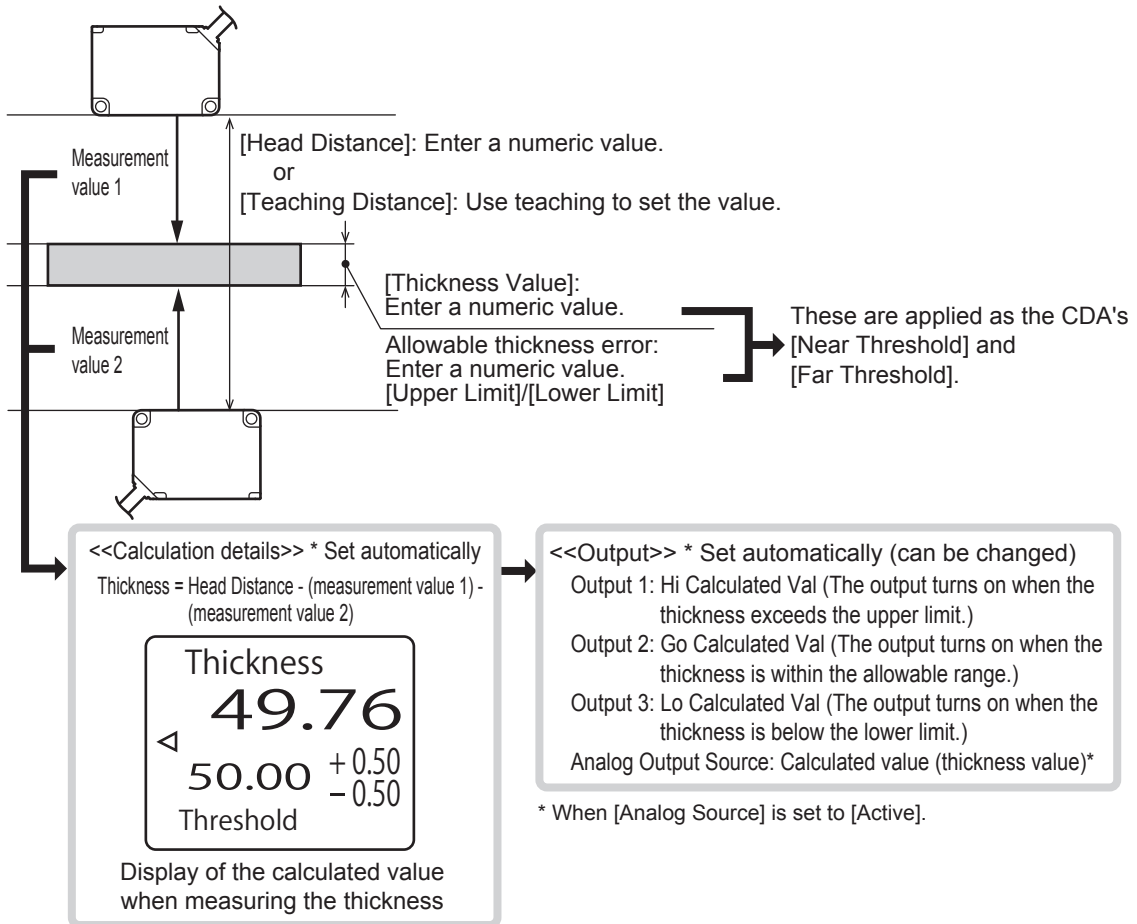 [Head Distance]: Enter a numeric value.
or
[Teaching Distance]: Use teaching to set the value.
Measurement
value 1
[Thickness Value]:
Enter a numeric value.
Allowable thickness error:
Enter a numeric value.
[Upper Limit]/[Lower Limit]
These are applied as the CDA's
[Near Threshold] and
[Far Threshold].
Measurement
value 2
<<Calculation details>> * Set automatically
Thickness = Head Distance - (measurement value 1) -
(measurement value 2)
Thickness
49.76
50.00 + 0.50
− 0.50
Threshold
Display of the calculated value
when measuring the thickness
<<Output>> * Set automatically (can be changed)
Output 1: Hi Calculated Val (The output turns on when the
thickness exceeds the upper limit.)
Output 2: Go Calculated Val (The output turns on when the
thickness is within the allowable range.)
Output 3: Lo Calculated Val (The output turns on when the
thickness is below the lower limit.)
Analog Output Source: Calculated value (thickness value)*
* When [Analog Source] is set to [Active].